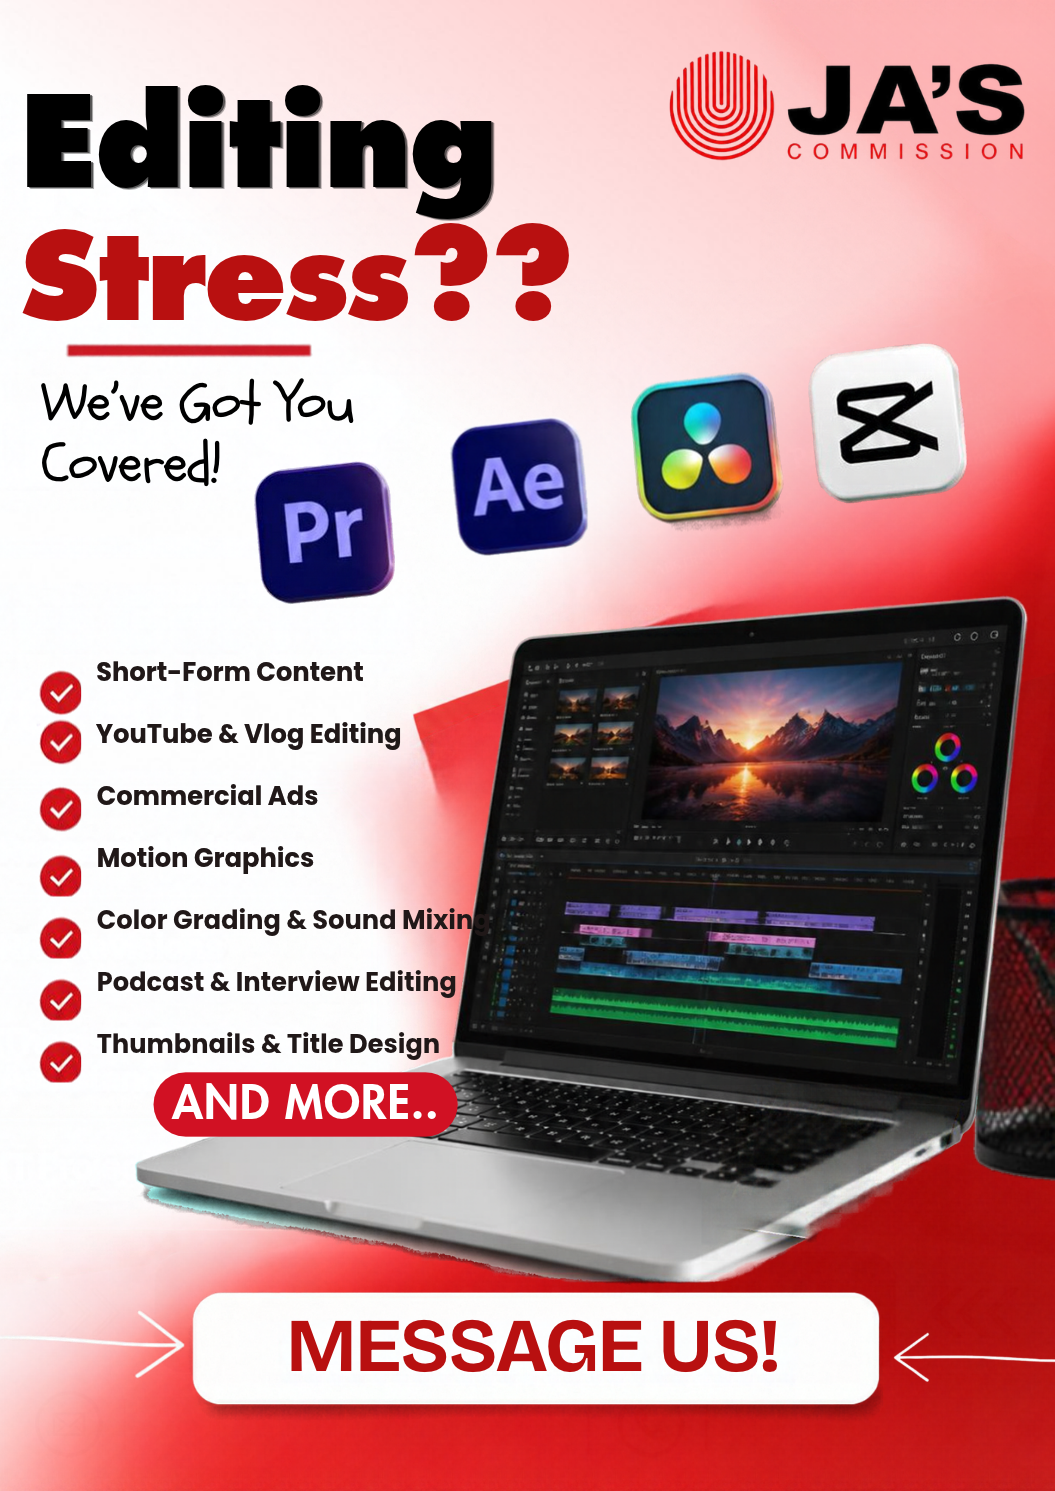 JA'S
COMMISSION
Editing
Stress??
We've Got You
Covered!
Pr
Ae
Short-Form Content
YouTube & Vlog Editing
Commercial Ads
Motion Graphics
Color Grading & Sound Mixing
Podcast & Interview Editing
Thumbnails & Title Design
AND MORE..
MESSAGE US!